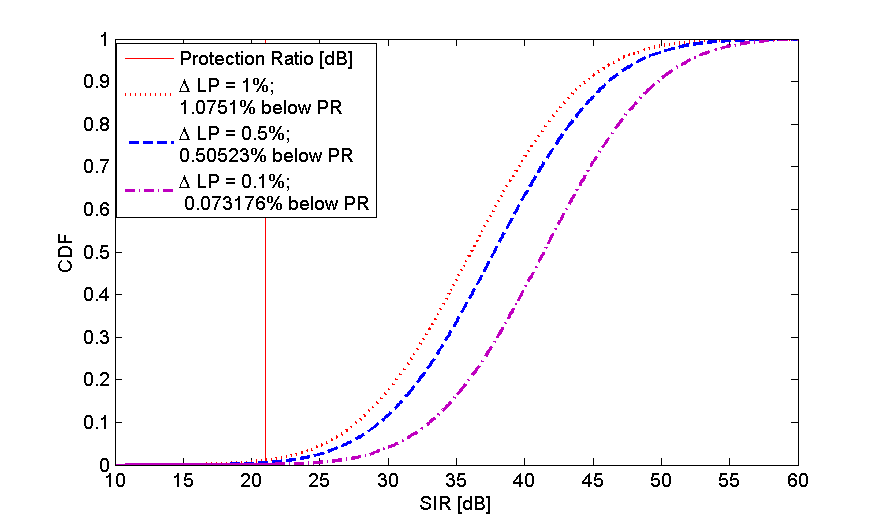 1
0.9
0.8
0.7
0.6
0.5
0.4
0.3
0.2
0.1
0
CDF
Protection Ratio [dB]
Δ LP = 1%;
1.0751% below PR
Δ LP = 0.5%;
0.50523% below PR
Δ LP = 0.1%;
0.073176% below PR
10 15 20 25 30 35 40 45 50 55 60
SIR [dB]